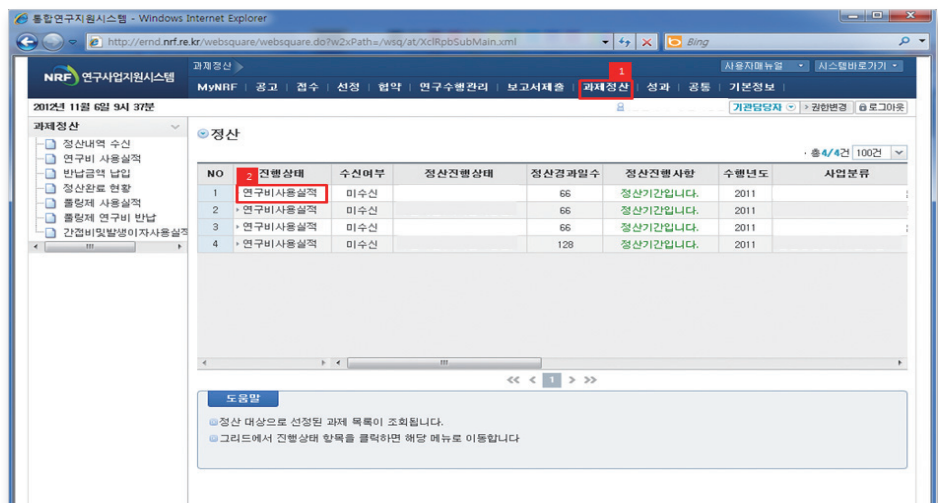 통합연구지원시스템 - Windows Internet Explorer
http://ernd.nrf.re.kr/websquare/websquare.do?w2xPath=/wsq/at/XclRpbSubMain.xml
Bing
NRF 연구사업지원시스템
과제정산
사용자매뉴얼
시스템바로가기
1
MyNRF 공고 접수 선정 협약 연구수행관리 보고서제출 과제정산 성과 공통 기본정보
2012년 11월 6일 9시 37분
기관담당자 권한변경 로그아웃
과제정산
정산내역 수신
연구비 사용실적
반납금액 납입
정산완료 현황
풀링제 사용실적
풀링제 연구비 반납
간접비및발생이자사용실적
정산
· 총4/4건 100건
NO 2 진행상태 수신여부 정산진행상태 정산경과일수 정산진행사항 수행년도 사업분류
1 연구비사용실적 미수신 66 정산기간입니다. 2011
2 연구비사용실적 미수신 66 정산기간입니다. 2011
3 연구비사용실적 미수신 66 정산기간입니다. 2011
4 연구비사용실적 미수신 128 정산기간입니다. 2011
<< < 1 > >>
도움말
정산 대상으로 선정된 과제 목록이 조회됩니다.
그리드에서 진행상태 항목을 클릭하면 해당 메뉴로 이동합니다